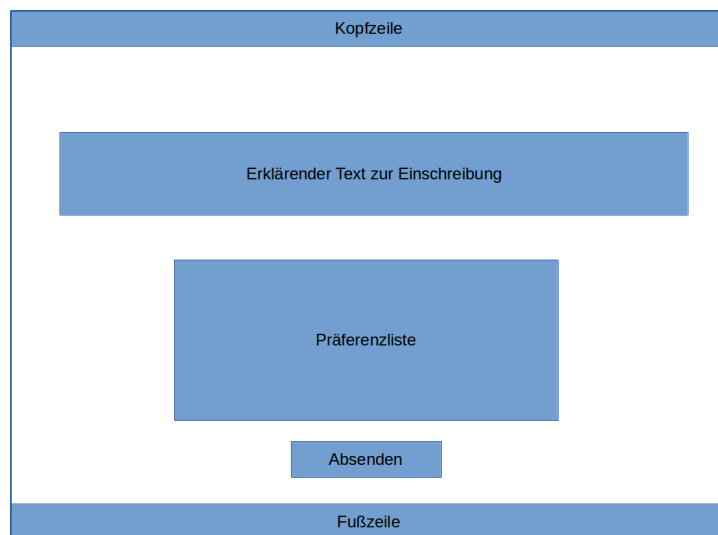 Kopfzeile
Erklärender Text zur Einschreibung
Präferenzliste
Absenden
Fußzeile